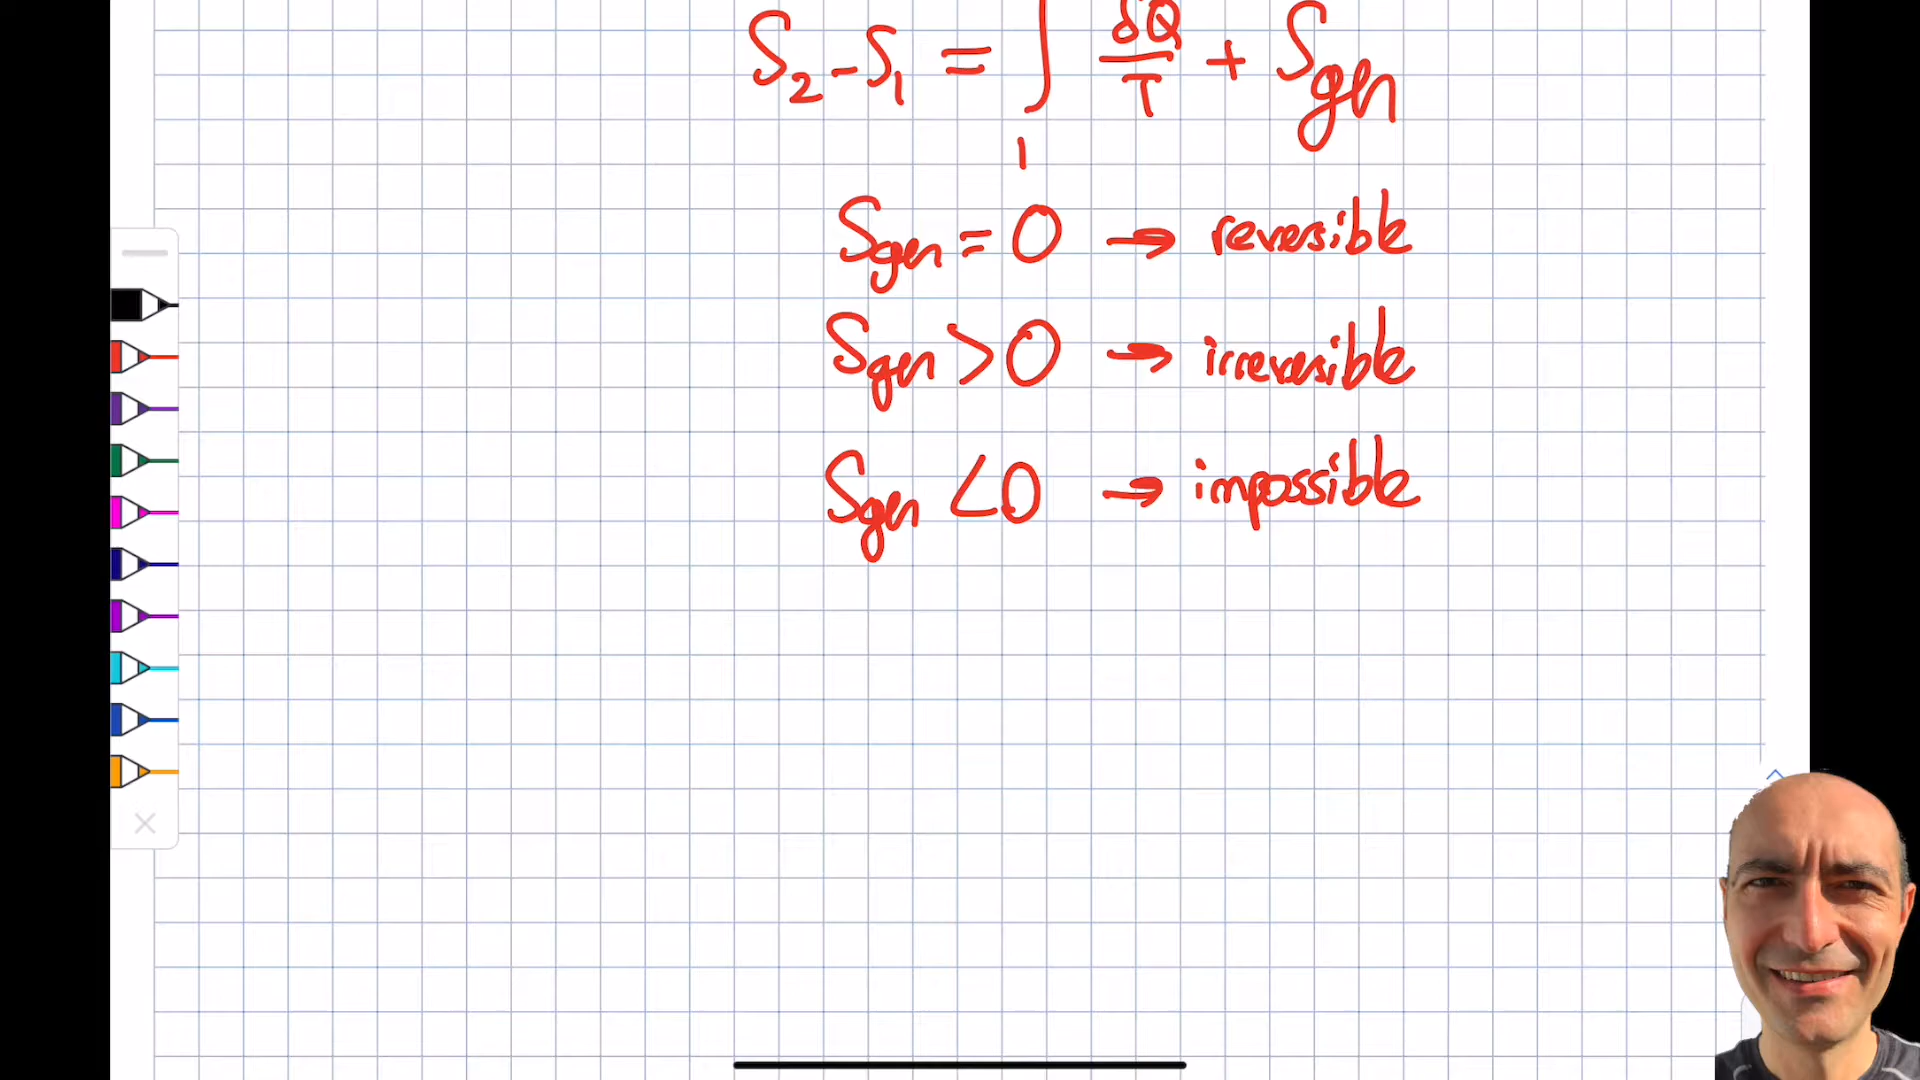 S₂-S₁ = ∫₁ δQ/T + Sgen
Sgen = 0 → reversible
Sgen > 0 → irreversible
Sgen < 0 → impossible